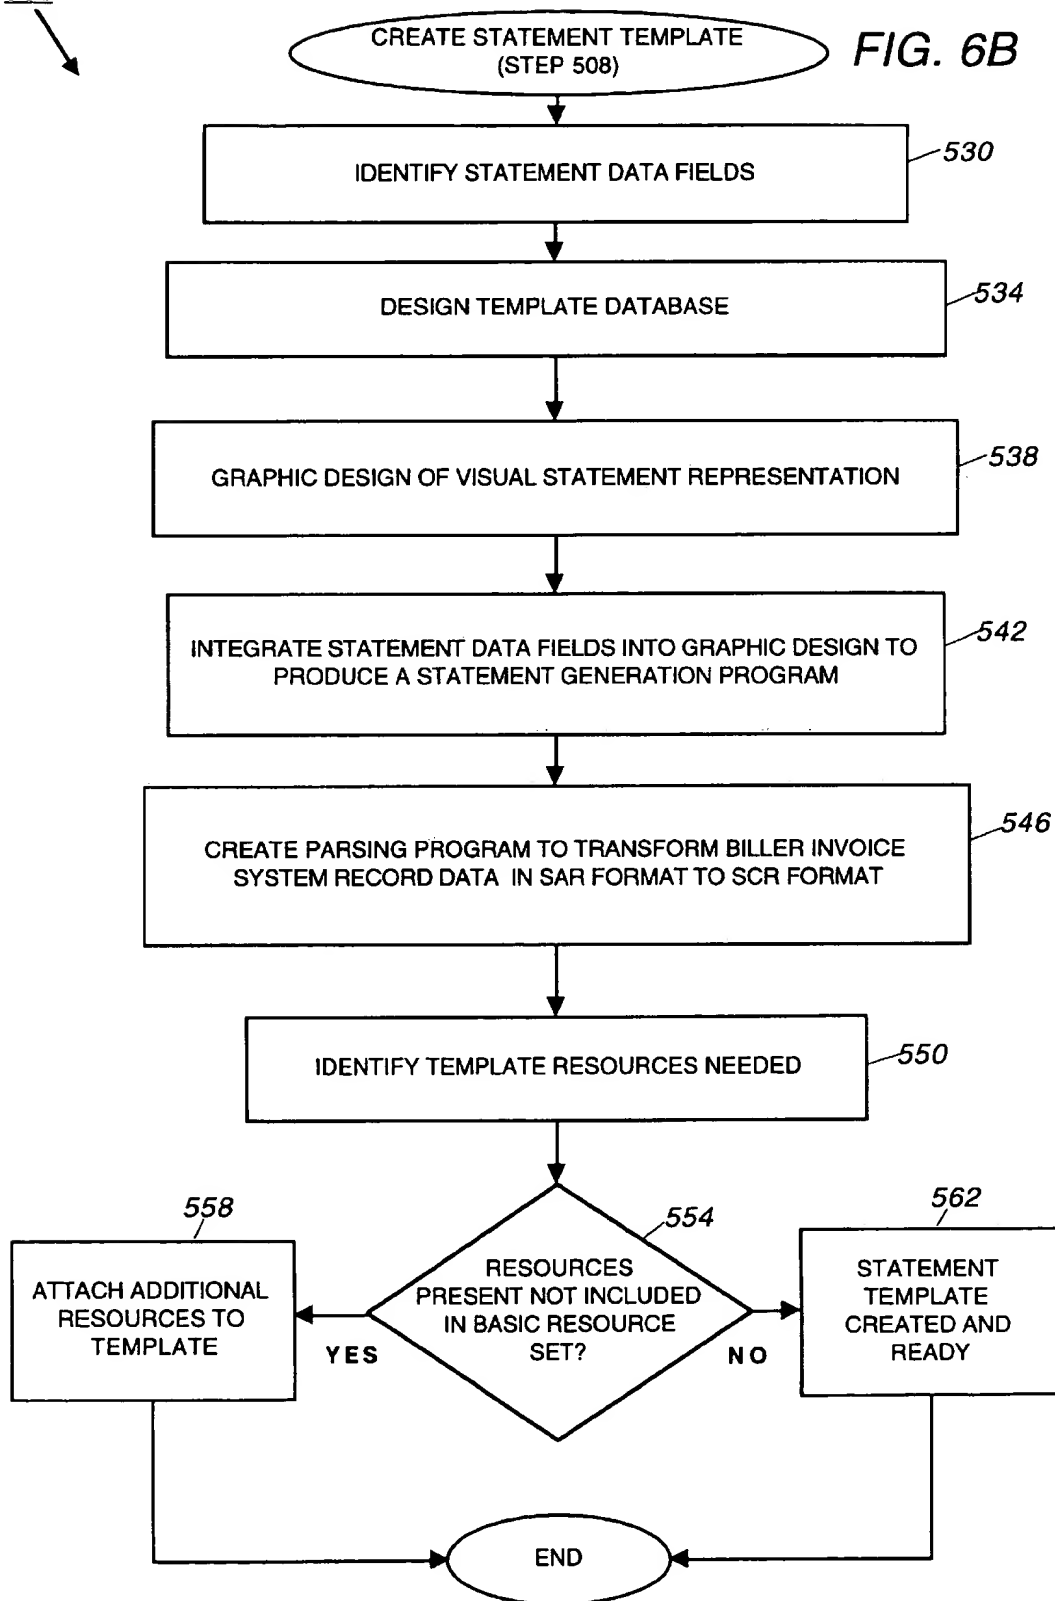 CREATE STATEMENT TEMPLATE
(STEP 508)
FIG. 6B
IDENTIFY STATEMENT DATA FIELDS
530
DESIGN TEMPLATE DATABASE
534
GRAPHIC DESIGN OF VISUAL STATEMENT REPRESENTATION
538
INTEGRATE STATEMENT DATA FIELDS INTO GRAPHIC DESIGN TO
PRODUCE A STATEMENT GENERATION PROGRAM
542
CREATE PARSING PROGRAM TO TRANSFORM BILLER INVOICE
SYSTEM RECORD DATA IN SAR FORMAT TO SCR FORMAT
546
IDENTIFY TEMPLATE RESOURCES NEEDED
550
558
ATTACH ADDITIONAL
RESOURCES TO
TEMPLATE
554
RESOURCES
PRESENT NOT INCLUDED
IN BASIC RESOURCE
SET?
YES
NO
562
STATEMENT
TEMPLATE
CREATED AND
READY
END